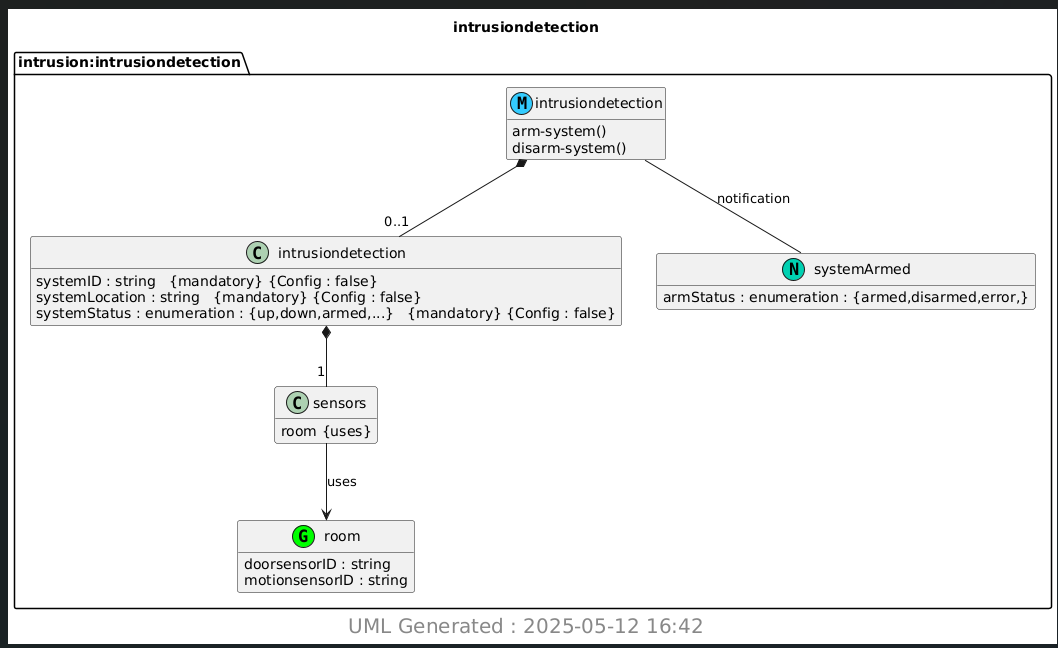 intrusiondetection
intrusion:intrusiondetection
M intrusiondetection
arm-system()
disarm-system()
0..1
notification
C intrusiondetection
systemID : string {mandatory} {Config : false}
systemLocation : string {mandatory} {Config : false}
systemStatus : enumeration : {up,down,armed,...} {mandatory} {Config : false}
N systemArmed
armStatus : enumeration : {armed,disarmed,error,}
1
C sensors
room {uses}
uses
G room
doorsensorID : string
motionsensorID : string
UML Generated : 2025-05-12 16:42